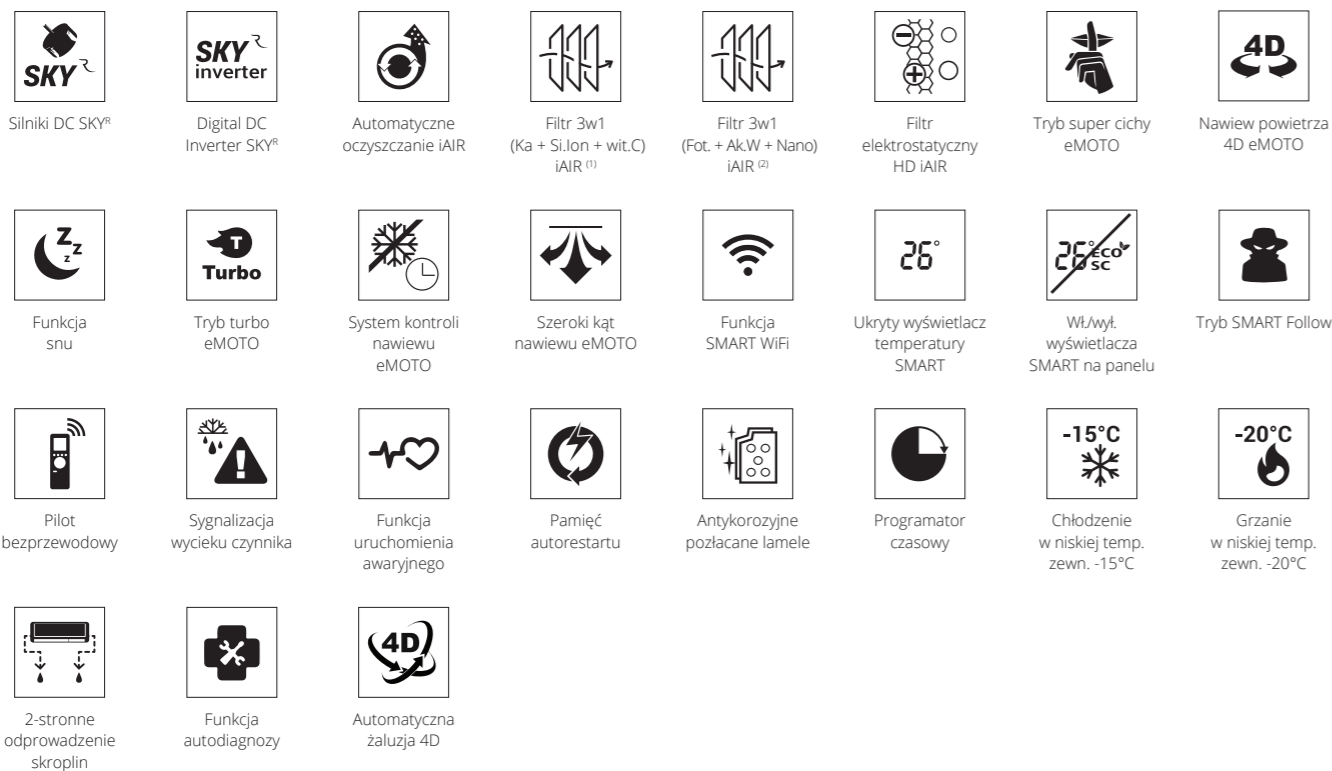 SKY R
Silniki DC SKYᴿ
SKY R
inverter
Digital DC
Inverter SKYᴿ
Automatyczne
oczyszczanie iAIR
Filtr 3w1
(Ka + Si.Ion + wit.C)
iAIR (1)
Filtr 3w1
(Fot. + Ak.W + Nano)
iAIR (2)
Filtr
elektrostatyczny
HD iAIR
Tryb super cichy
eMOTO
4D
Nawiew powietrza
4D eMOTO
Zzz
Funkcja
snu
T
Turbo
Tryb turbo
eMOTO
System kontroli
nawiewu
eMOTO
Szeroki kąt
nawiewu eMOTO
Funkcja
SMART WiFi
26°
Ukryty wyświetlacz
temperatury
SMART
26° ECO
SC
Wł./wył.
wyświetlacza
SMART na panelu
Tryb SMART Follow
Pilot
bezprzewodowy
Sygnalizacja
wycieku czynnika
Funkcja
uruchomienia
awaryjnego
Pamięć
autorestartu
Antykorozyjne
pozłacane lamele
Programator
czasowy
-15°C
Chłodzenie
w niskiej temp.
zewn. -15°C
-20°C
Grzanie
w niskiej temp.
zewn. -20°C
2-stronne
odprowadzenie
skroplin
Funkcja
autodiagnozy
4D
Automatyczna
żaluzja 4D